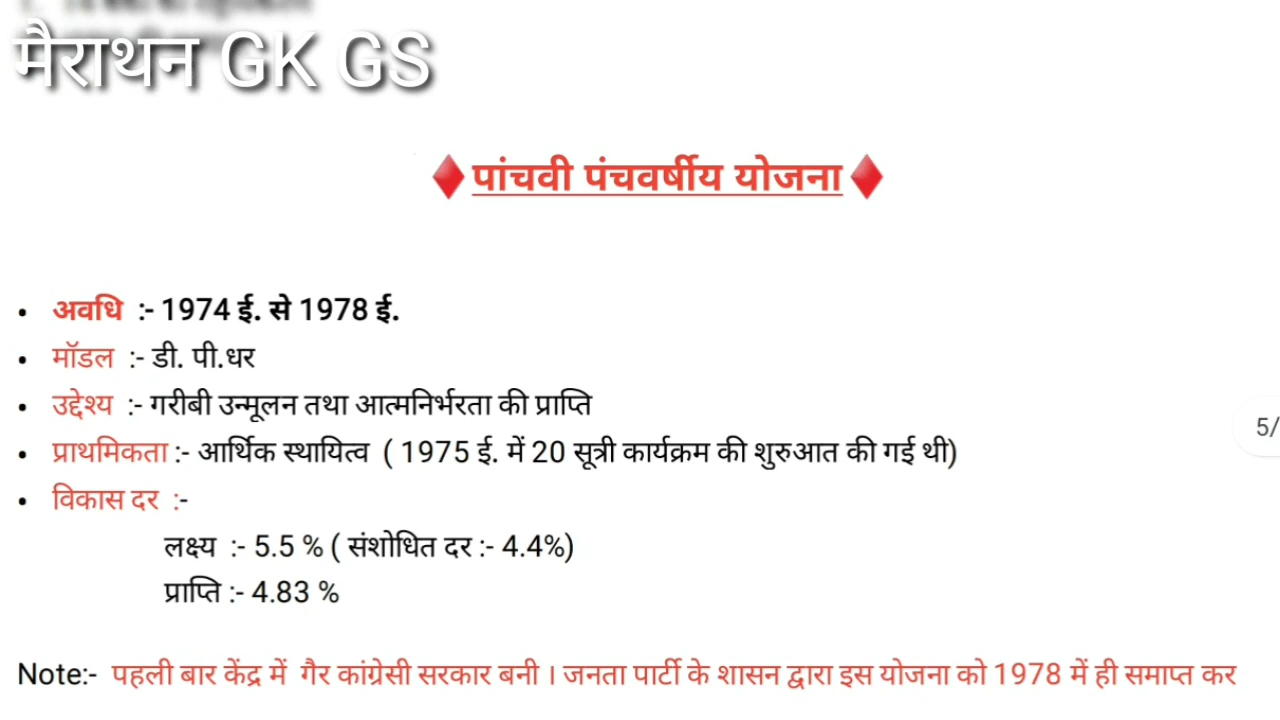 मैराथन GK GS
पांचवी पंचवर्षीय योजना
• अवधि :- 1974 ई. से 1978 ई.
• मॉडल :- डी. पी.धर
• उद्देश्य :- गरीबी उन्मूलन तथा आत्मनिर्भरता की प्राप्ति
• प्राथमिकता :- आर्थिक स्थायित्व ( 1975 ई. में 20 सूत्री कार्यक्रम की शुरुआत की गई थी)
5/
• विकास दर :-
लक्ष्य :- 5.5 % ( संशोधित दर :- 4.4%)
प्राप्ति :- 4.83 %
Note:- पहली बार केंद्र में गैर कांग्रेसी सरकार बनी । जनता पार्टी के शासन द्वारा इस योजना को 1978 में ही समाप्त कर